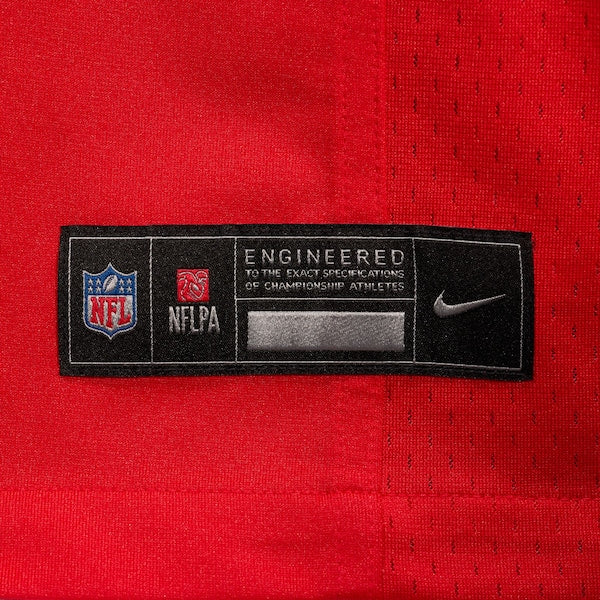 NFL
NFLPA
ENGINEERED
TO THE EXACT SPECIFICATIONS
OF CHAMPIONSHIP ATHLETES